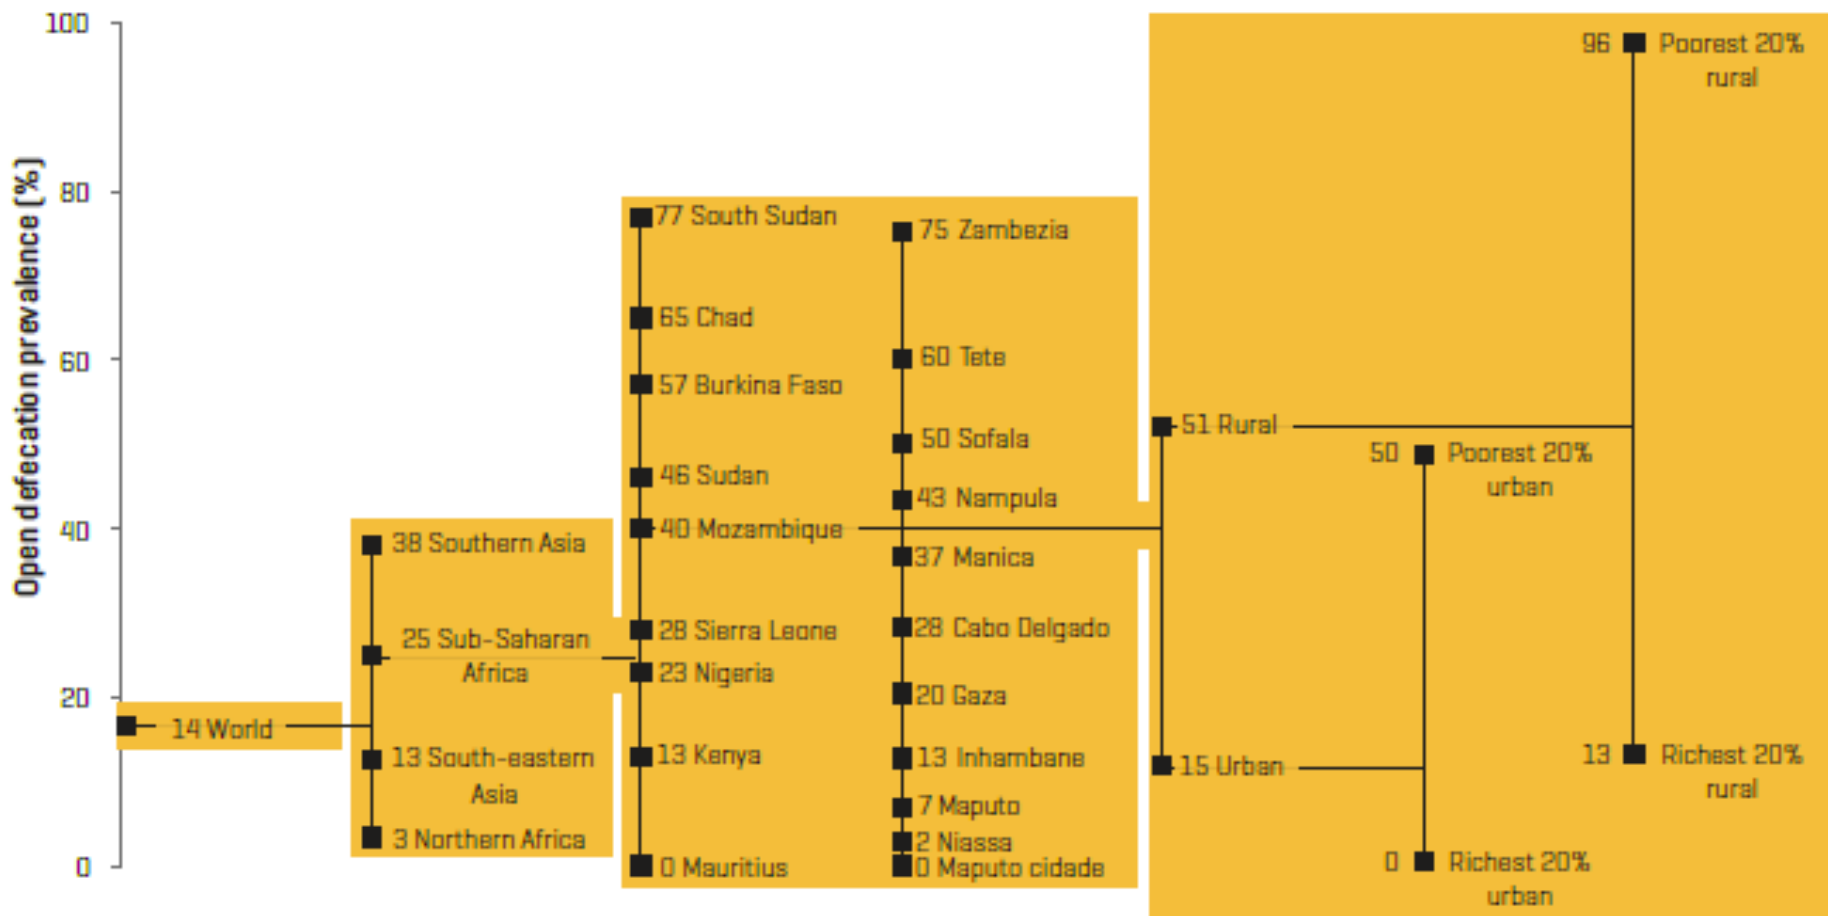 Open defecation prevalence (%)
100
80
60
40
20
0
14 World
38 Southern Asia
25 Sub-Saharan
Africa
13 South-eastern
Asia
3 Northern Africa
77 South Sudan
65 Chad
57 Burkina Faso
46 Sudan
40 Mozambique
28 Sierra Leone
23 Nigeria
13 Kenya
0 Mauritius
75 Zambezia
60 Tete
50 Sofala
43 Nampula
37 Manica
28 Cabo Delgado
20 Gaza
13 Inhambane
7 Maputo
2 Niassa
0 Maputo cidade
51 Rural
15 Urban
50 Poorest 20%
urban
0 Richest 20%
urban
96 Poorest 20%
rural
13 Richest 20%
rural